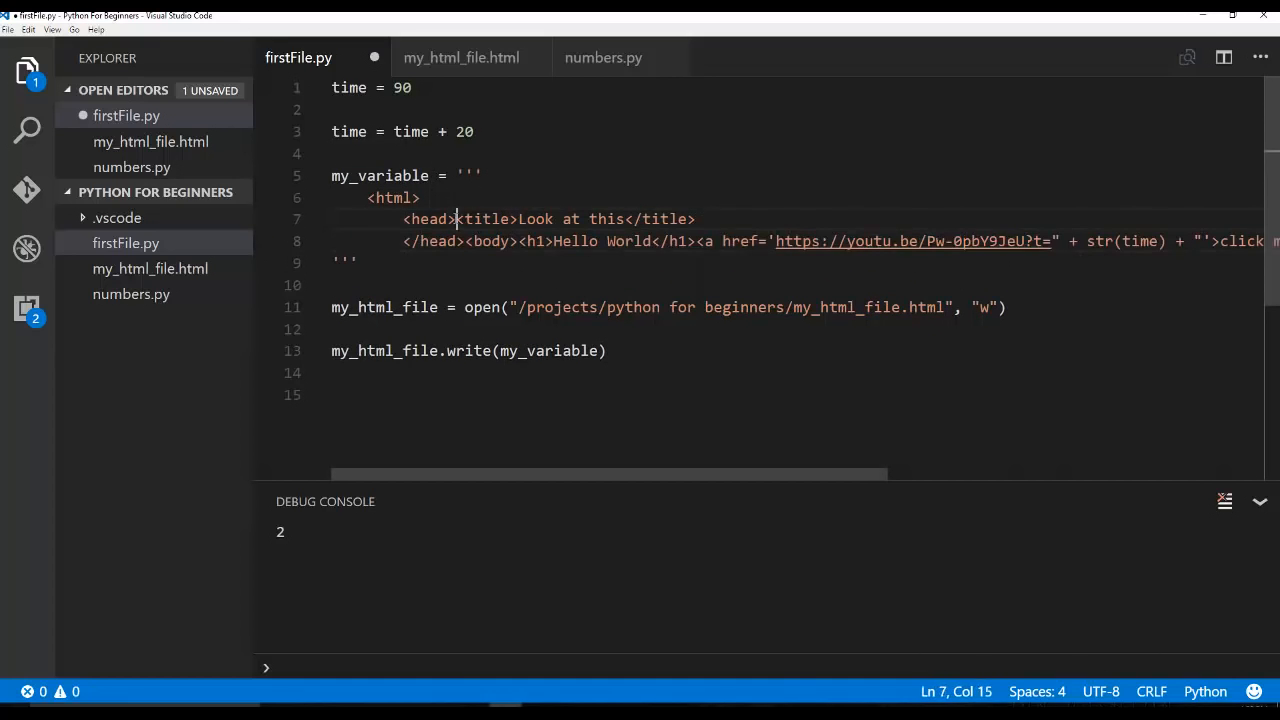 firstFile.py - Python For Beginners - Visual Studio Code
File Edit View Go Help
EXPLORER
firstFile.py my_html_file.html numbers.py
OPEN EDITORS 1 UNSAVED
firstFile.py
my_html_file.html
numbers.py
PYTHON FOR BEGINNERS
.vscode
firstFile.py
my_html_file.html
numbers.py
1
2
1 time = 90
2
3 time = time + 20
4
5 my_variable = '''
6 <html>
7 <head><title>Look at this</title>
8 </head><body><h1>Hello World</h1><a href='https://youtu.be/Pw-0pbY9JeU?t=" + str(time) + "'>click m
9 '''
10
11 my_html_file = open("/projects/python for beginners/my_html_file.html", "w")
12
13 my_html_file.write(my_variable)
14
15
DEBUG CONSOLE
2
0 0 Ln 7, Col 15 Spaces: 4 UTF-8 CRLF Python